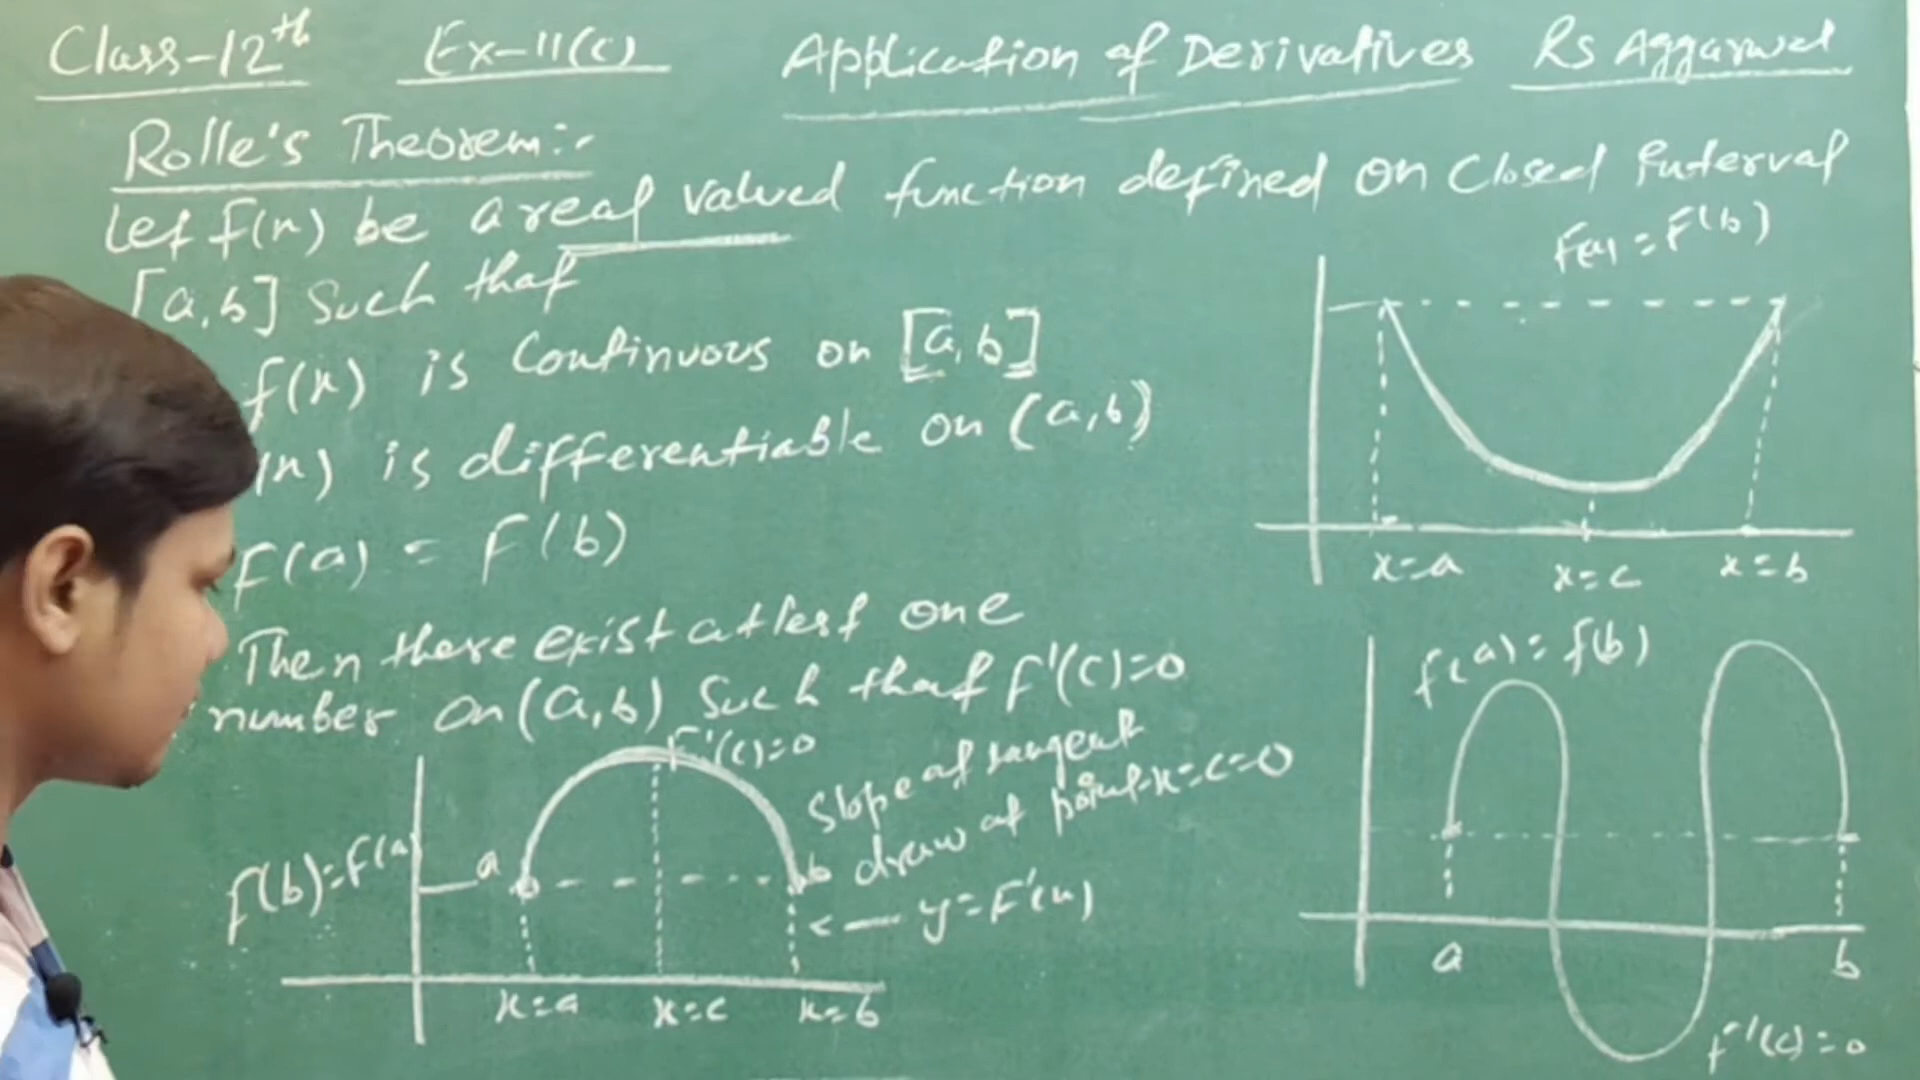 Class-12th Ex-11(c) Application of Derivatives RS Aggarwal
Rolle's Theorem:-
Let f(x) be a real valued function defined on closed Interval
[a,b] Such that
f(x) is continuous on [a,b]
(x) is differentiable on (a,b)
F(a) = F(b)
Then there exist atlest one
number on (a,b) Such that F'(c)=0
F'(c)=0
Slope of tangent
draw at point x=c=0
f(b)=F(a)
a
b
<— y=F'(x)
x=a x=c x=b
F(a) = F(b)
x=a x=c x=b
f(a) = f(b)
a b
f'(c) = 0